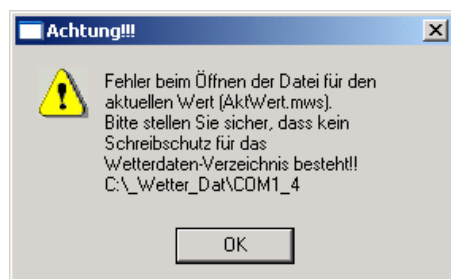 Achtung!!!
Fehler beim Öffnen der Datei für den
aktuellen Wert (AktWert.mws).
Bitte stellen Sie sicher, dass kein
Schreibschutz für das
Wetterdaten-Verzeichnis besteht!!
C:\_Wetter_Dat\COM1_4
OK